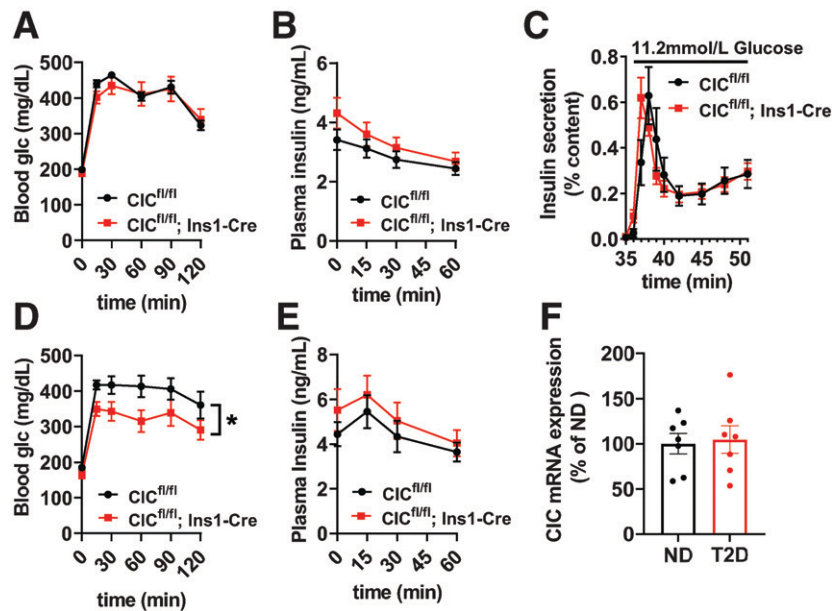 A
Blood glc (mg/dL)
500
400
300
200
100
0
CIC fl/fl
CIC fl/fl; Ins1-Cre
0
30
60
90
120
time (min)
B
Plasma insulin (ng/mL)
6
4
2
0
CIC fl/fl
CIC fl/fl; Ins1-Cre
0
15
30
45
60
time (min)
C
11.2mmol/L Glucose
Insulin secretion
(% content)
0.8
0.6
0.4
0.2
0.0
CIC fl/fl
CIC fl/fl; Ins1-Cre
35
40
45
50
time (min)
D
Blood glc (mg/dL)
500
400
300
200
100
0
*
CIC fl/fl
CIC fl/fl; Ins1-Cre
0
30
60
90
120
time (min)
E
Plasma Insulin (ng/mL)
8
6
4
2
0
CIC fl/fl
CIC fl/fl; Ins1-Cre
0
15
30
45
60
time (min)
F
CIC mRNA expression
(% of ND)
200
150
100
50
0
ND
T2D